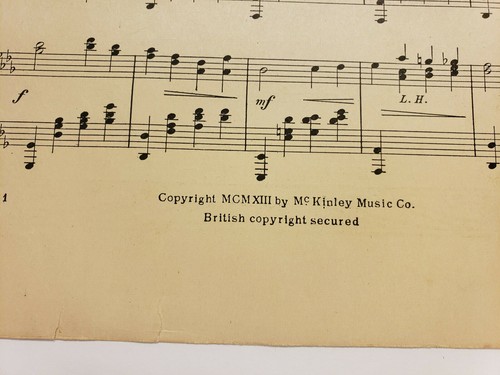 f
mf
L. H.
1
Copyright MCMXIII by Mc Kinley Music Co.
British copyright secured